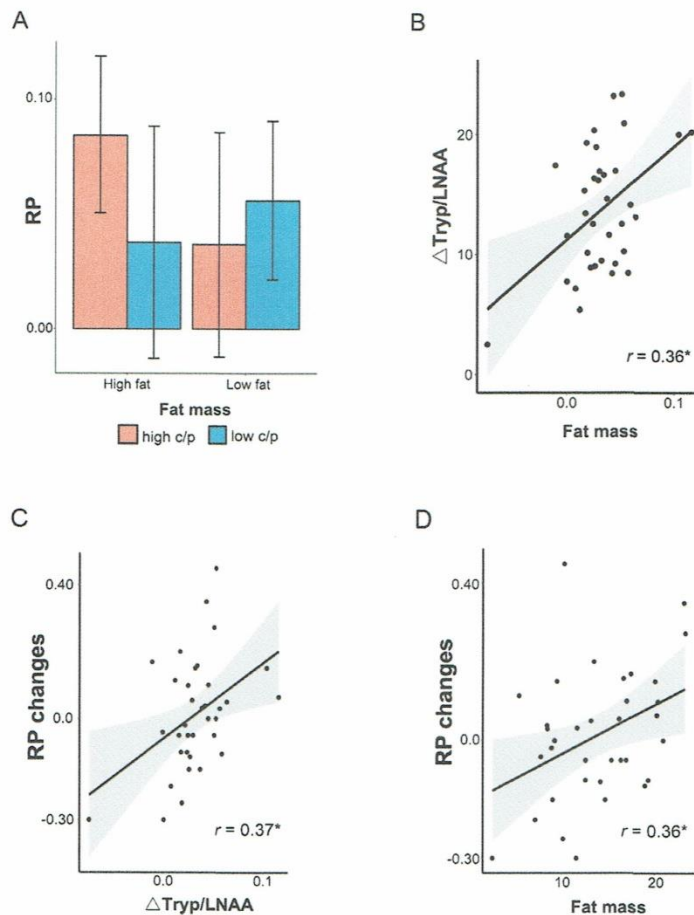 A
0.10
RP
0.00
High fat
Low fat
Fat mass
high c/p
low c/p
B
20
△Tryp/LNAA
10
0
r = 0.36*
0.0
0.1
Fat mass
C
0.40
RP changes
0.0
-0.30
r = 0.37*
0.0
0.1
△Tryp/LNAA
D
0.40
RP changes
0.0
-0.30
r = 0.36*
10
20
Fat mass